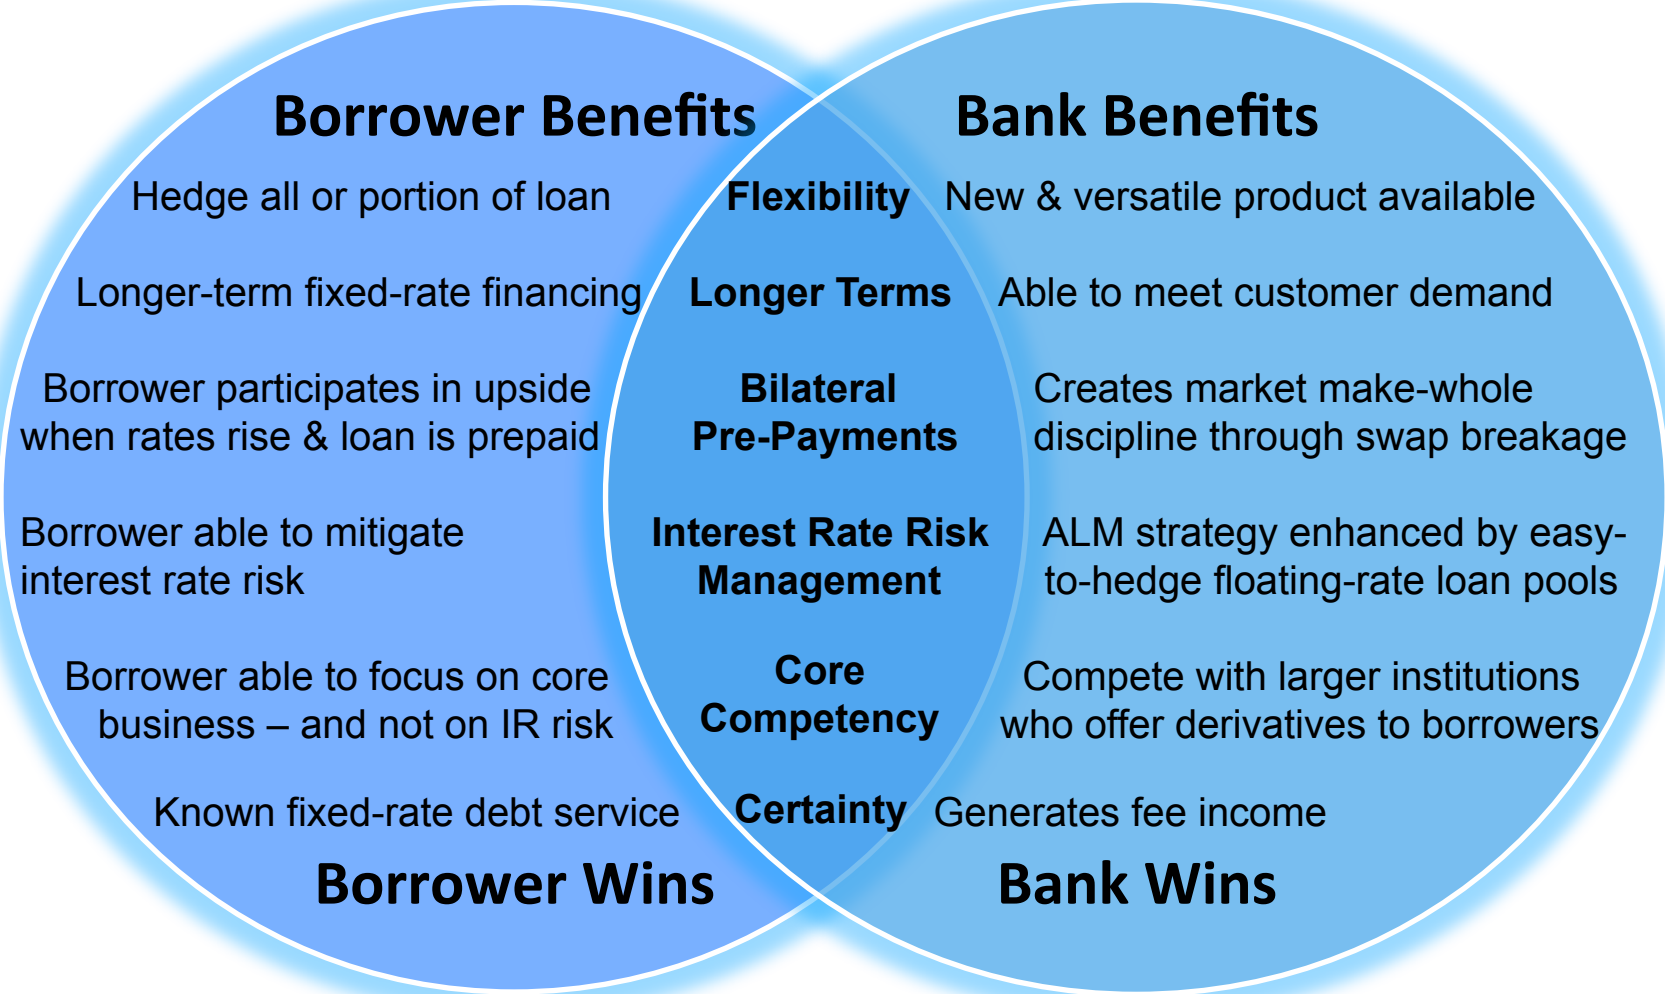 Borrower Benefits
Bank Benefits
Hedge all or portion of loan
Flexibility
New & versatile product available
Longer-term fixed-rate financing
Longer Terms
Able to meet customer demand
Borrower participates in upside
when rates rise & loan is prepaid
Bilateral
Pre-Payments
Creates market make-whole
discipline through swap breakage
Borrower able to mitigate
interest rate risk
Interest Rate Risk
Management
ALM strategy enhanced by easy-
to-hedge floating-rate loan pools
Borrower able to focus on core
business – and not on IR risk
Core
Competency
Compete with larger institutions
who offer derivatives to borrowers
Known fixed-rate debt service
Certainty
Generates fee income
Borrower Wins
Bank Wins